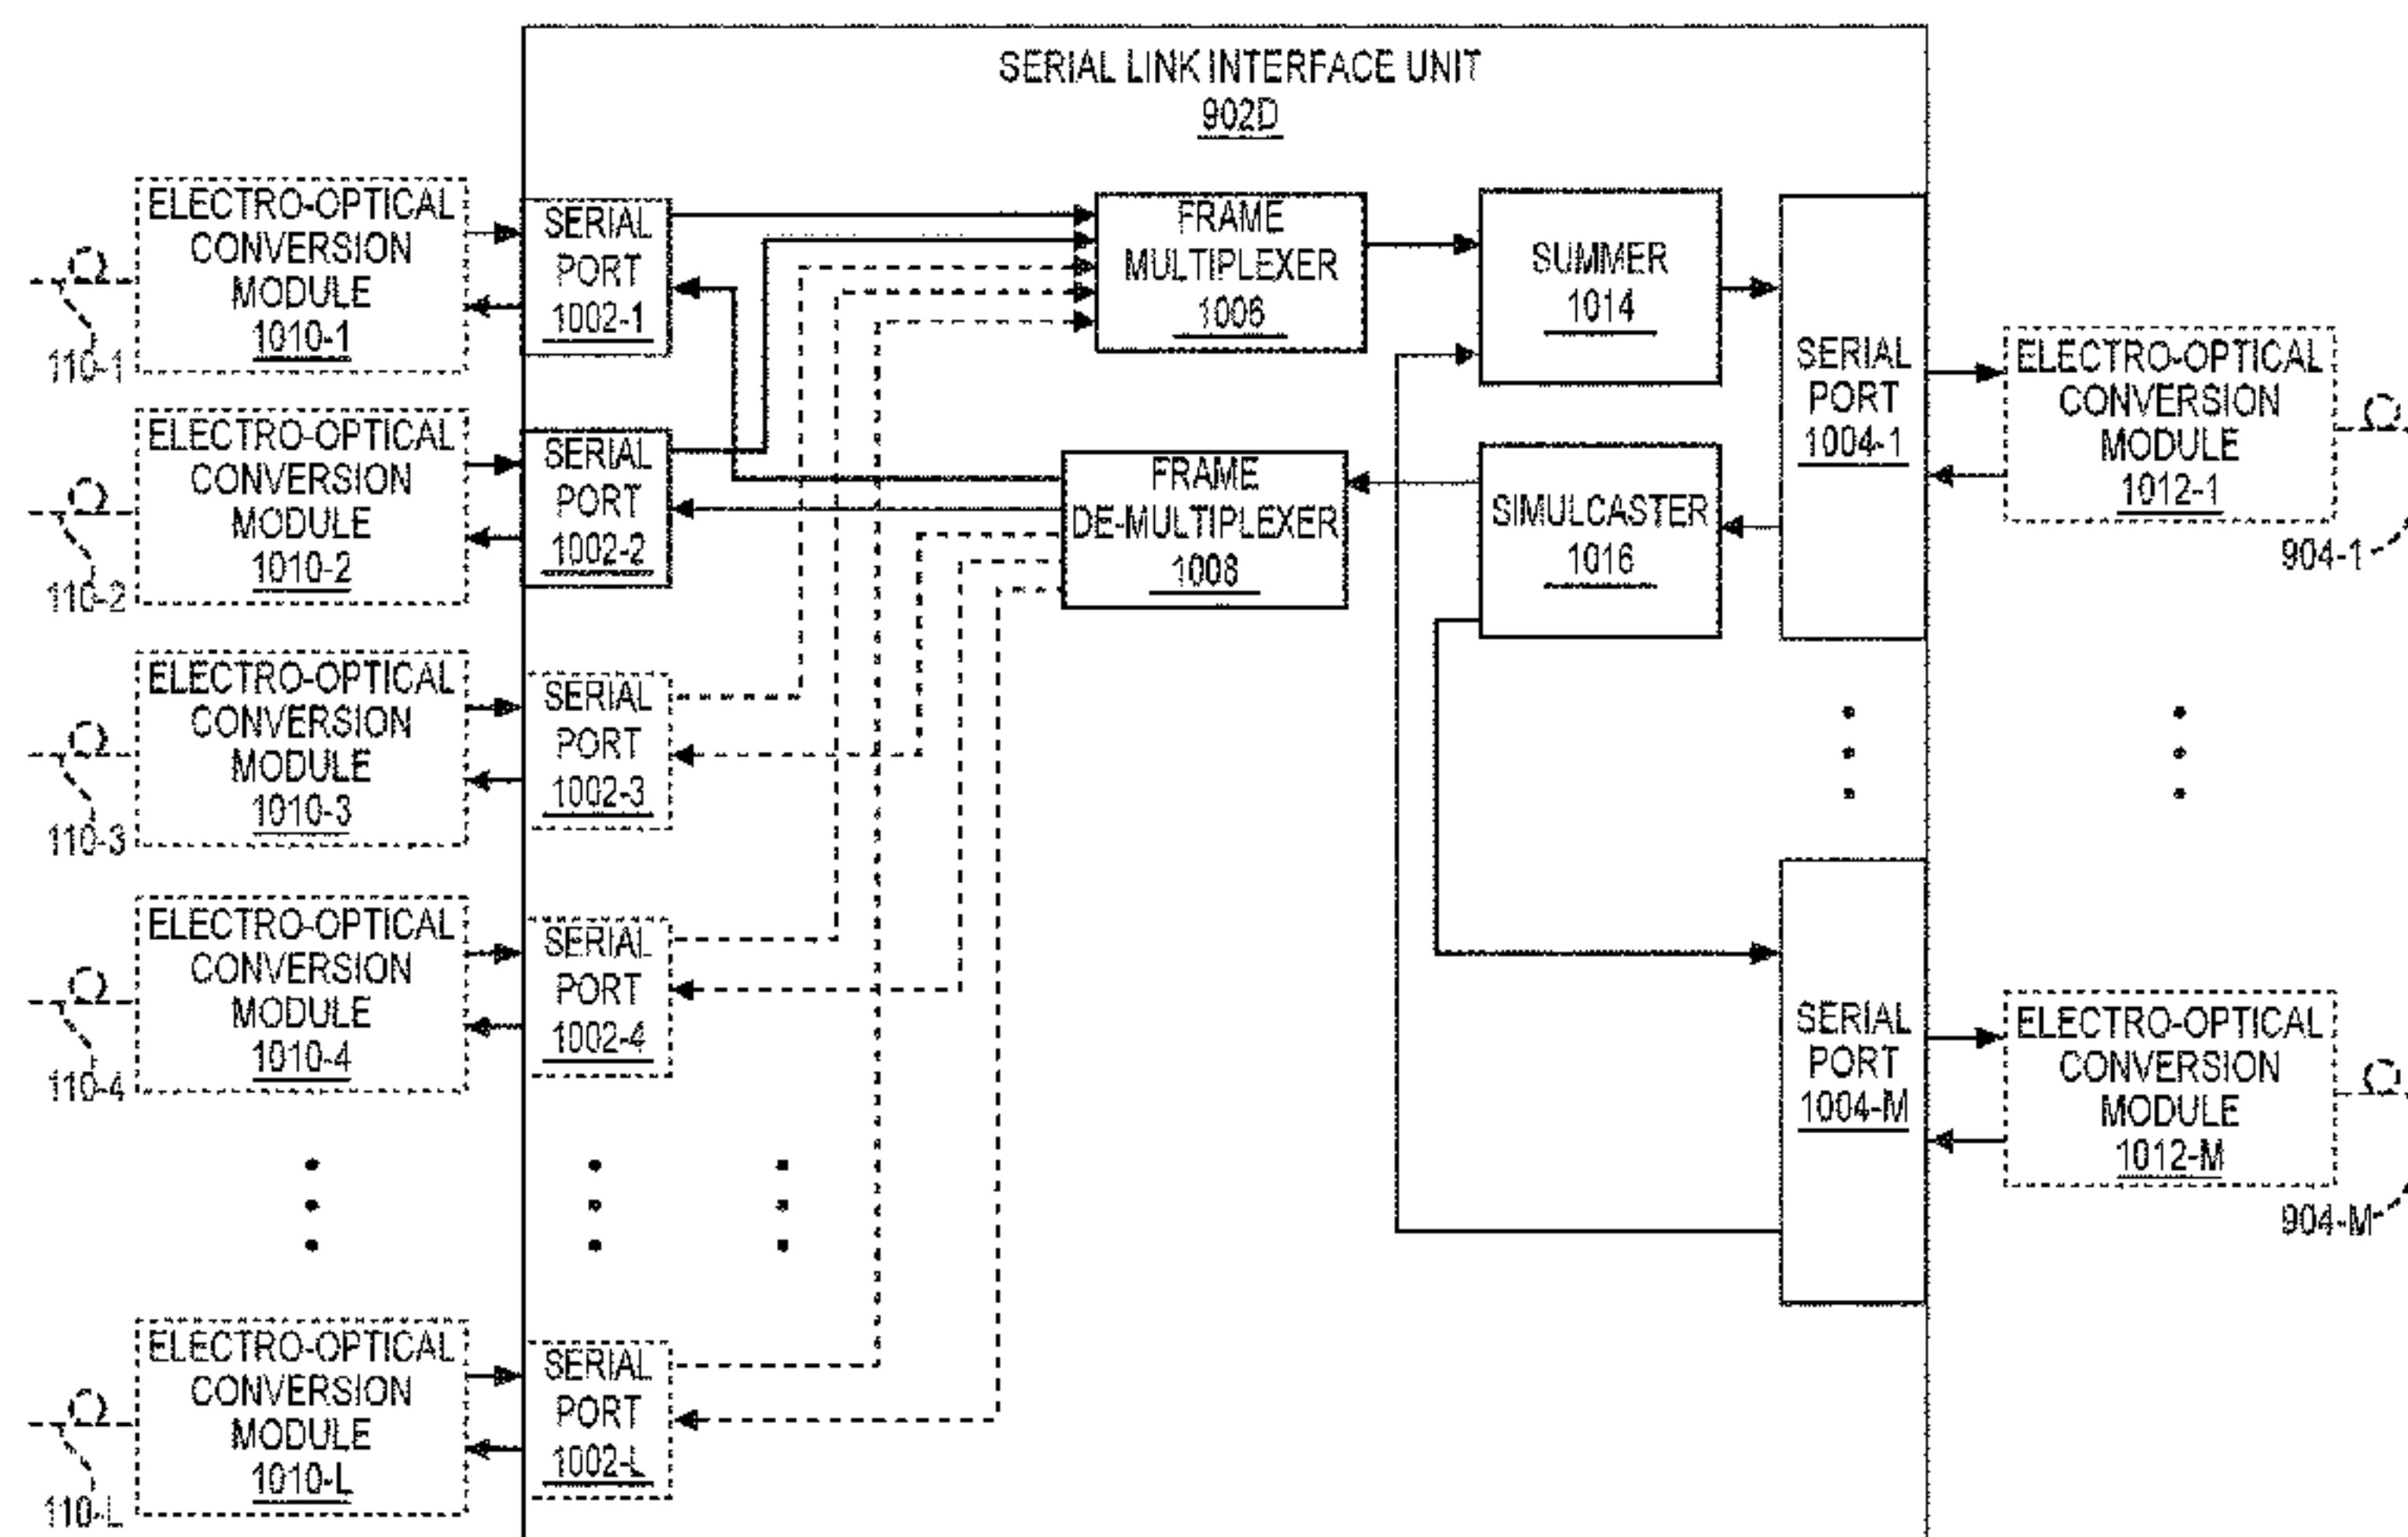 SERIAL LINK INTERFACE UNIT
902D
ELECTRO-OPTICAL
CONVERSION
MODULE
1010-1
110-1
SERIAL
PORT
1002-1
FRAME
MULTIPLEXER
1006
SUMMER
1014
SERIAL
PORT
1004-1
ELECTRO-OPTICAL
CONVERSION
MODULE
1012-1
904-1
ELECTRO-OPTICAL
CONVERSION
MODULE
1010-2
110-2
SERIAL
PORT
1002-2
FRAME
DE-MULTIPLEXER
1008
SIMULCASTER
1016
ELECTRO-OPTICAL
CONVERSION
MODULE
1010-3
110-3
SERIAL
PORT
1002-3
ELECTRO-OPTICAL
CONVERSION
MODULE
1010-4
110-4
SERIAL
PORT
1002-4
SERIAL
PORT
1004-M
ELECTRO-OPTICAL
CONVERSION
MODULE
1012-M
904-M
ELECTRO-OPTICAL
CONVERSION
MODULE
1010-L
110-L
SERIAL
PORT
1002-L